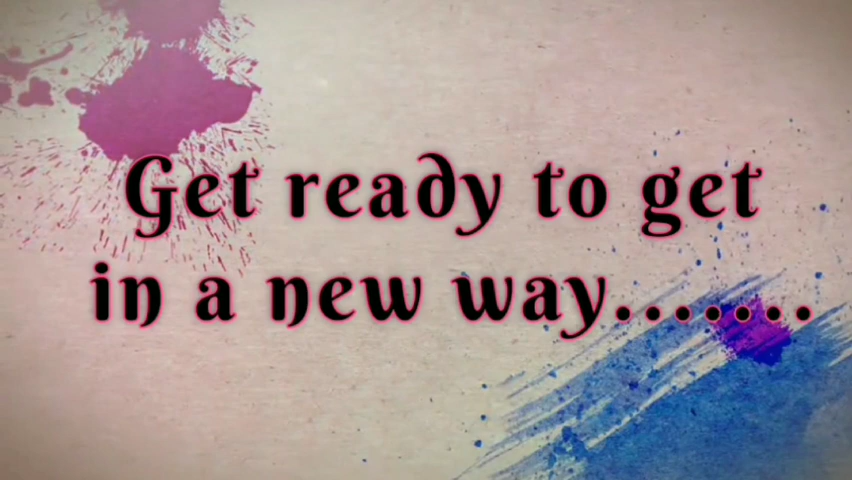 Get ready to get
in a new way.......